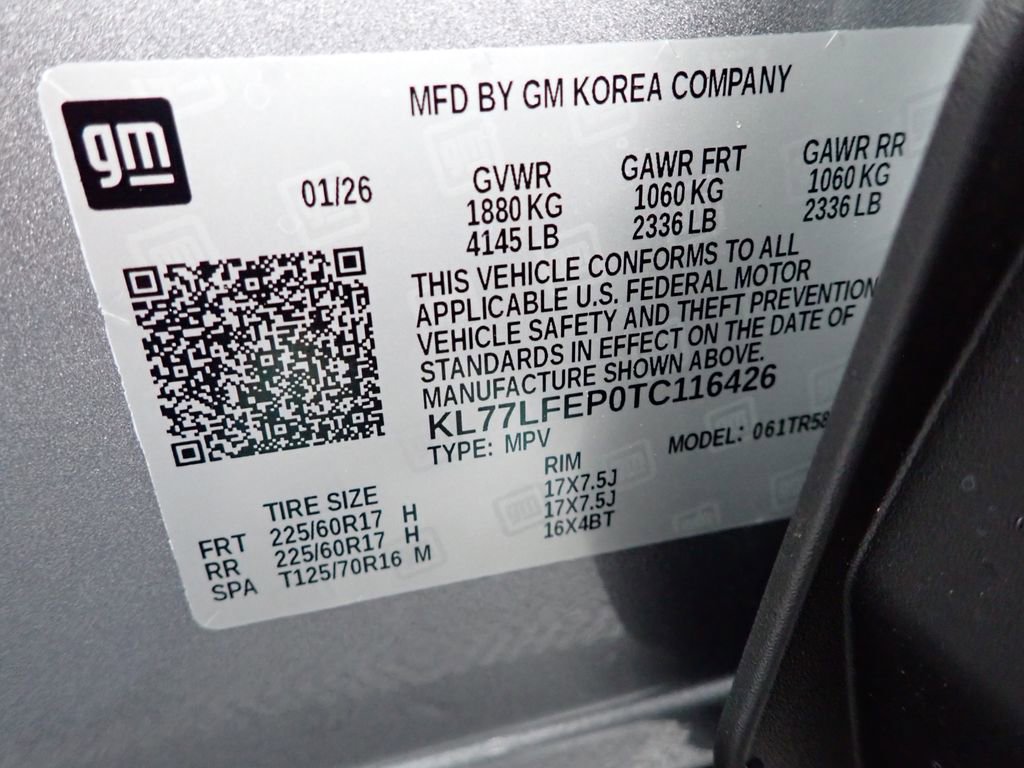 gm
MFD BY GM KOREA COMPANY
01/26
GVWR GAWR FRT GAWR RR
1880 KG 1060 KG 1060 KG
4145 LB 2336 LB 2336 LB
THIS VEHICLE CONFORMS TO ALL
APPLICABLE U.S. FEDERAL MOTOR
VEHICLE SAFETY AND THEFT PREVENTION
STANDARDS IN EFFECT ON THE DATE OF
MANUFACTURE SHOWN ABOVE.
KL77LFEP0TC116426
TYPE: MPV MODEL: 061TR58
TIRE SIZE RIM
FRT 225/60R17 H 17X7.5J
RR 225/60R17 H 17X7.5J
SPA T125/70R16 M 16X4BT